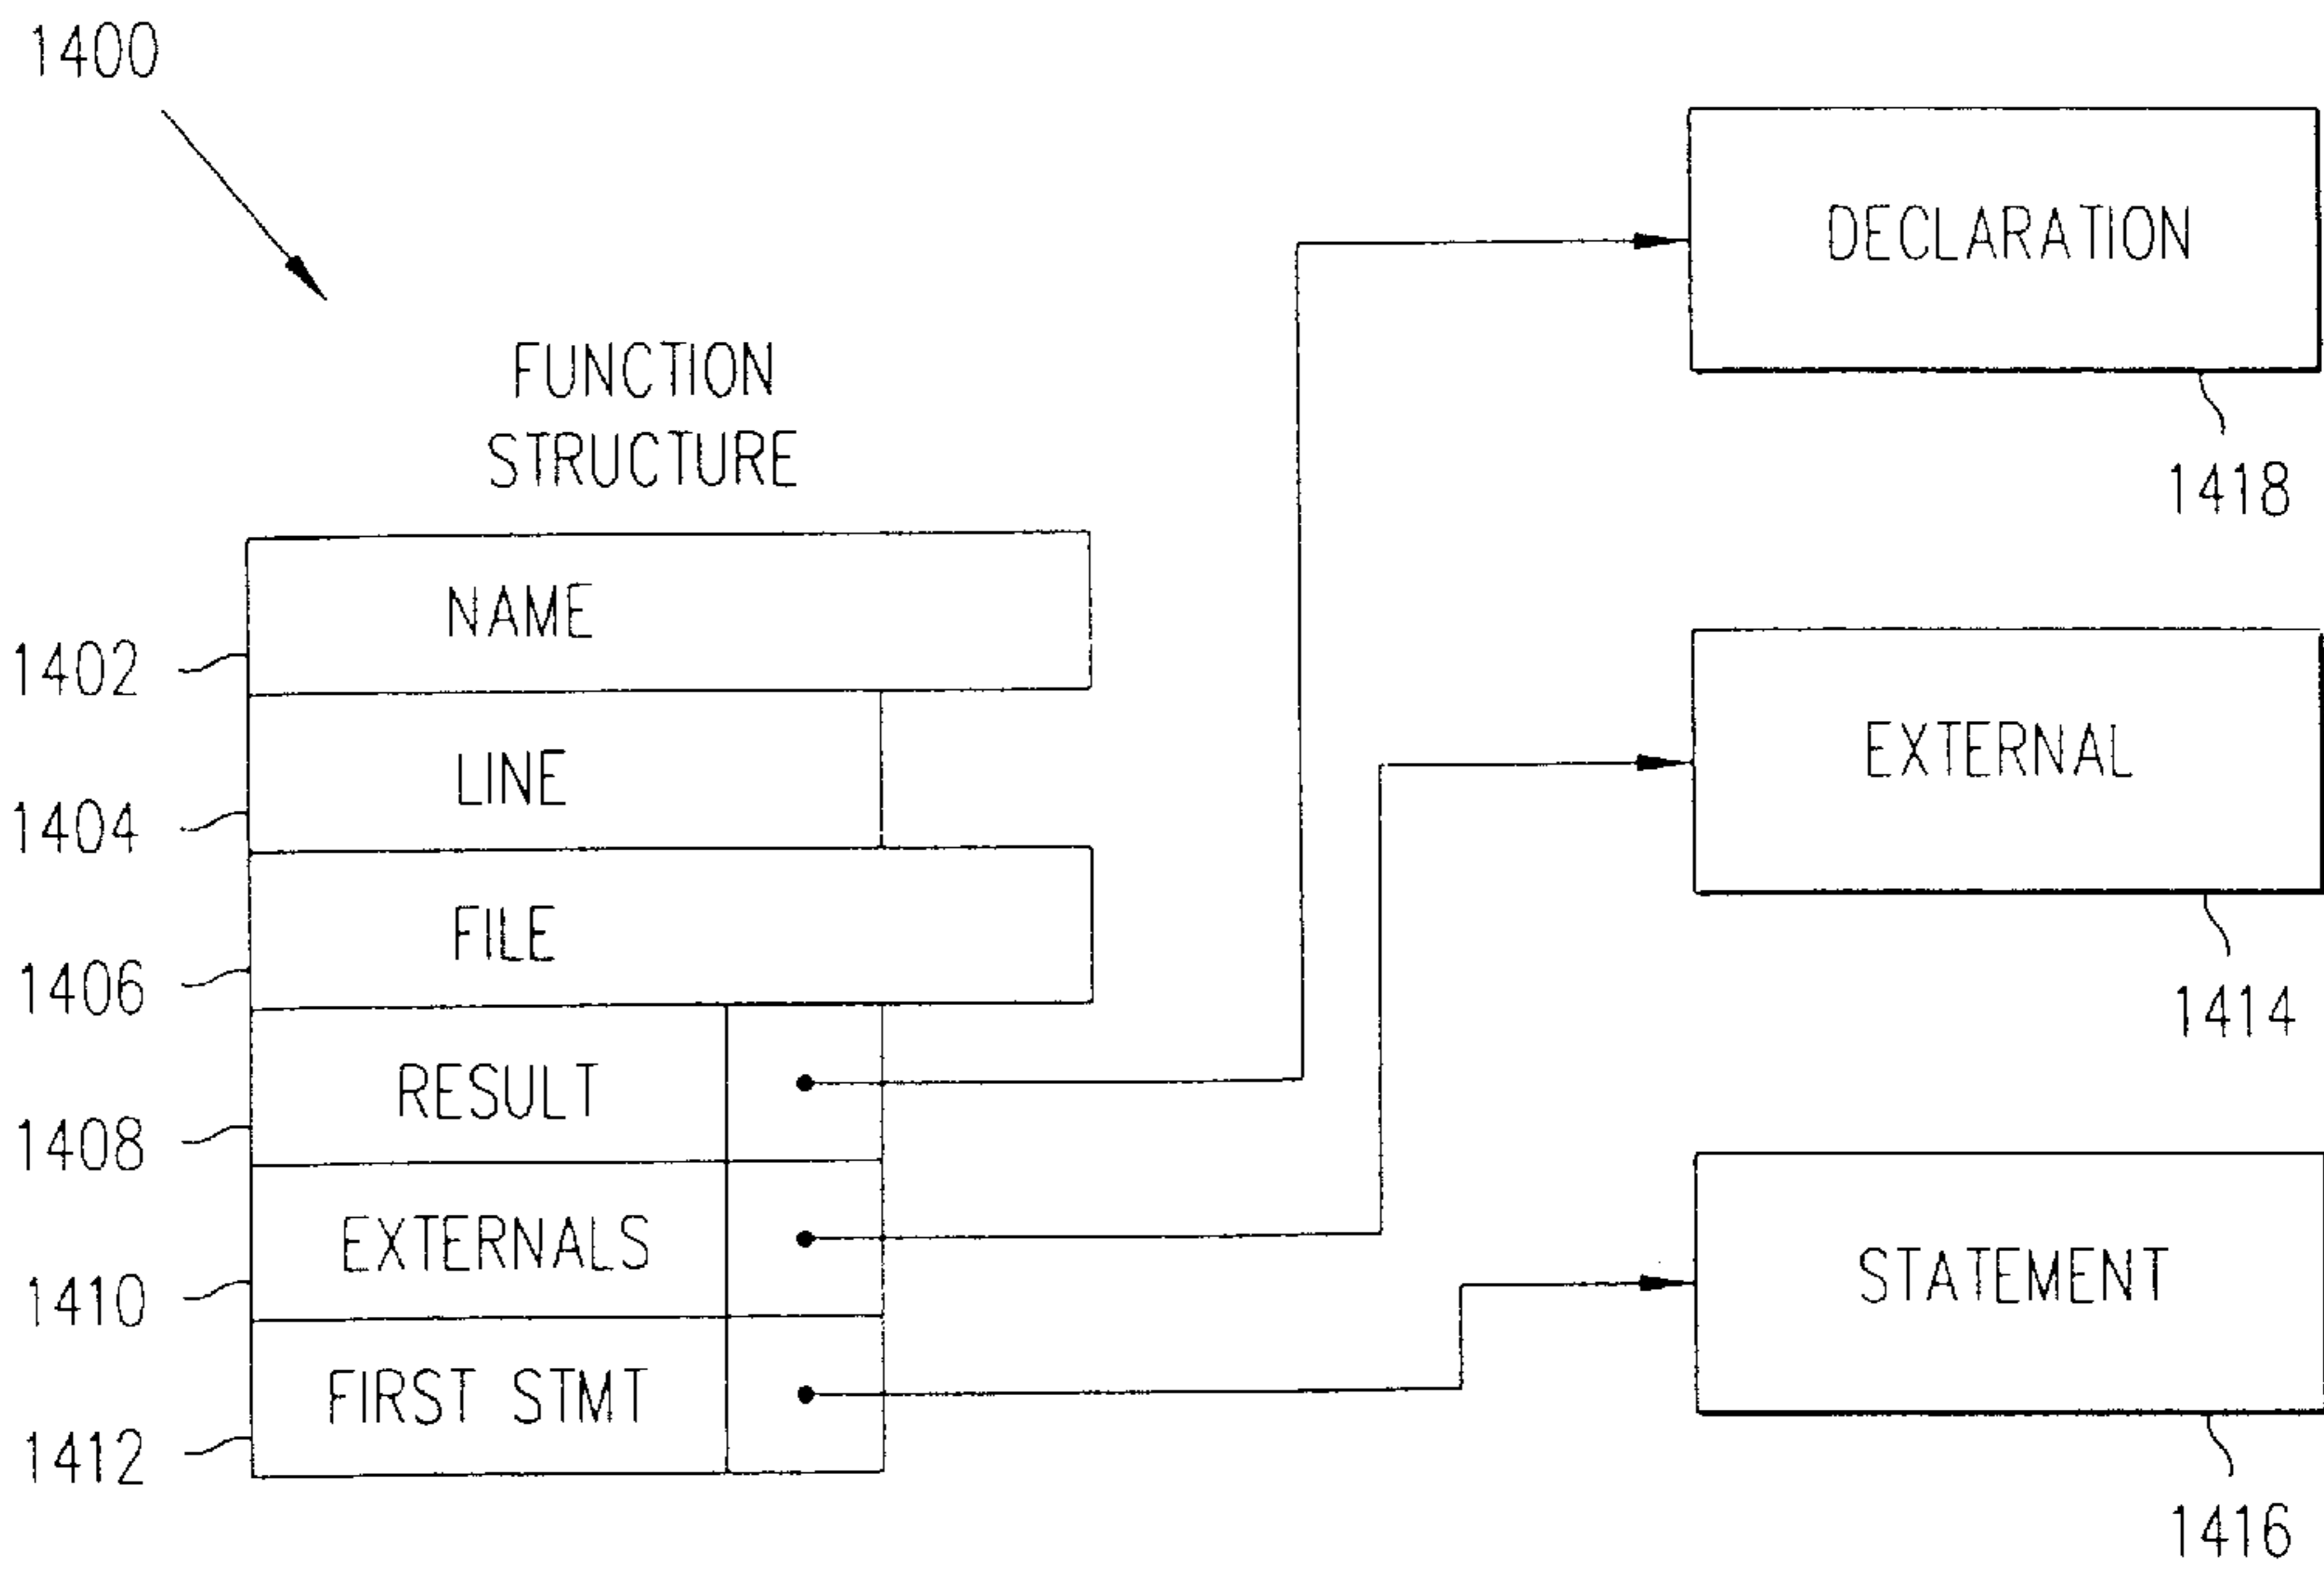 1400
FUNCTION
STRUCTURE
NAME
1402
LINE
1404
FILE
1406
RESULT
1408
EXTERNALS
1410
FIRST STMT
1412
DECLARATION
1418
EXTERNAL
1414
STATEMENT
1416